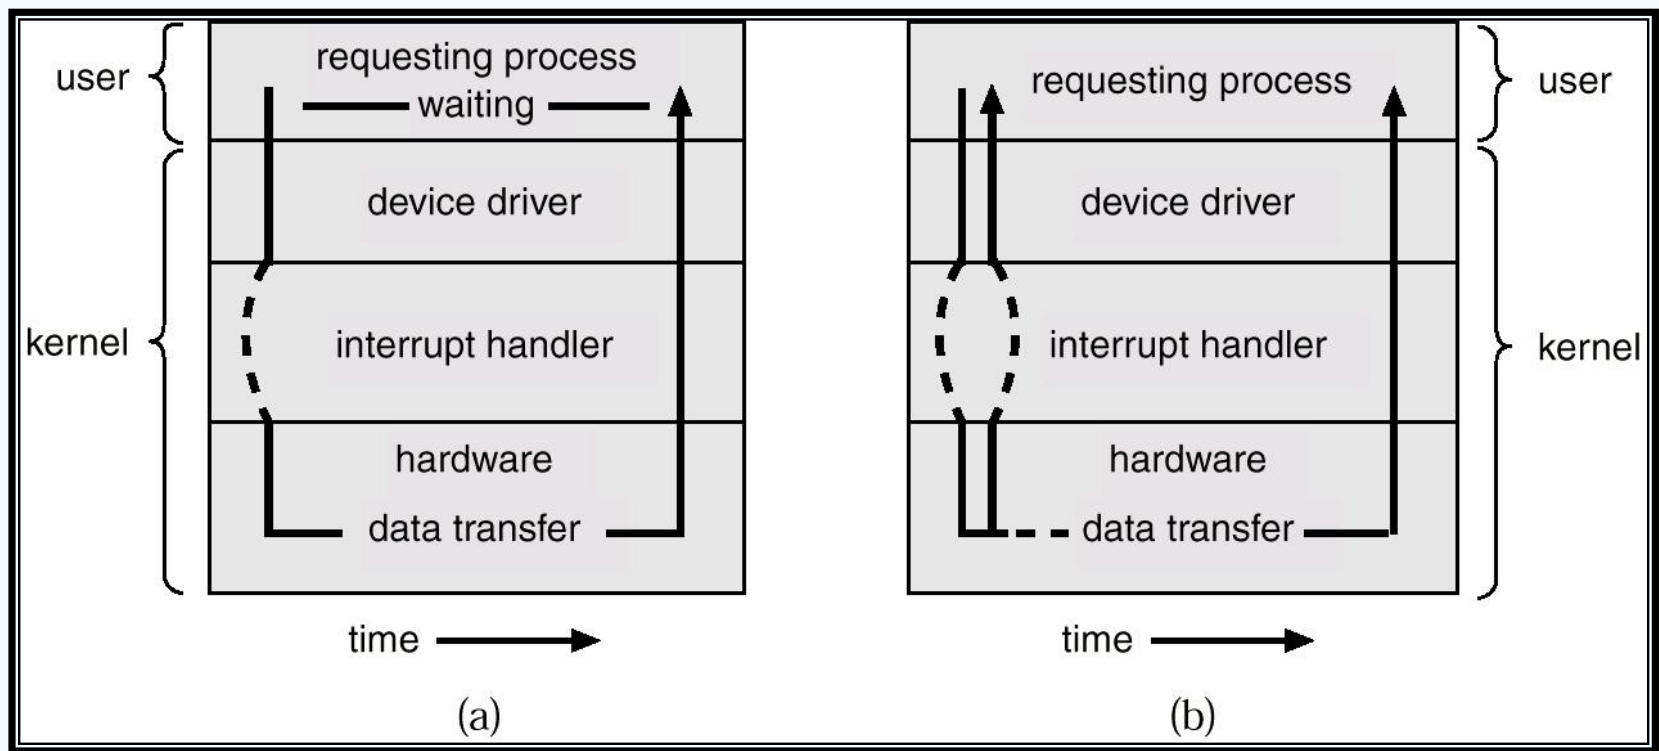 user
requesting process
waiting
device driver
kernel
interrupt handler
hardware
data transfer
time
(a)
requesting process
user
device driver
interrupt handler
kernel
hardware
data transfer
time
(b)